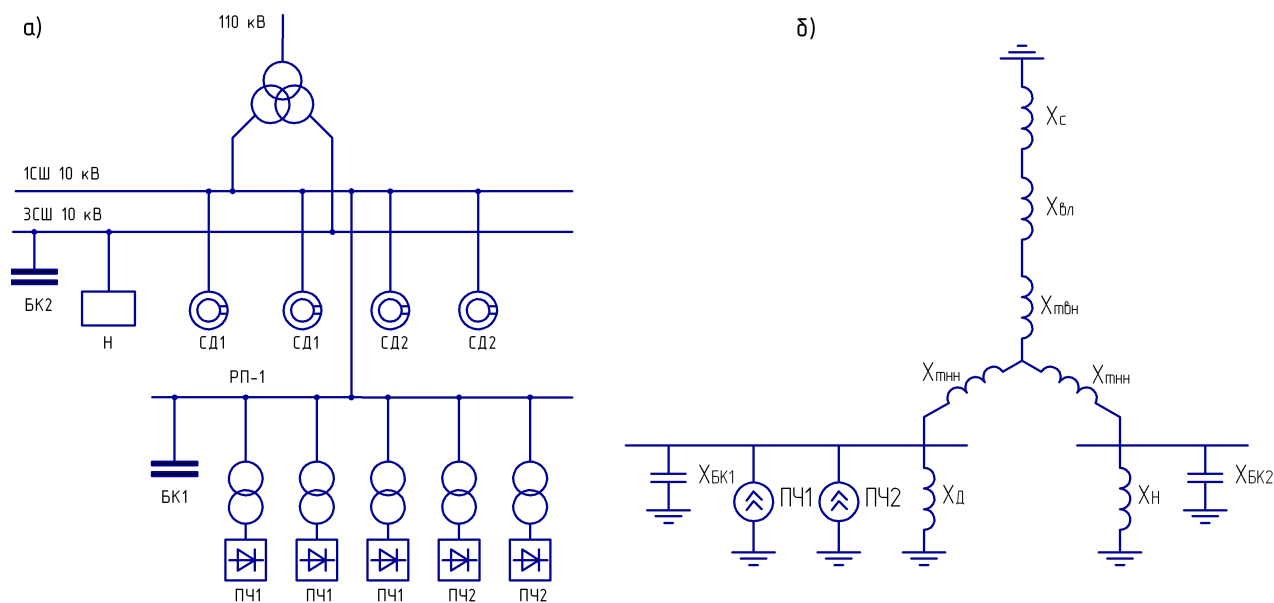 а)
110 кВ
1СШ 10 кВ
3СШ 10 кВ
БК2
Н
СД1
СД1
СД2
СД2
РП-1
БК1
ПЧ1
ПЧ1
ПЧ1
ПЧ2
ПЧ2
б)
Xс
Xвл
Xтвн
Xтнн
Xтнн
XБК1
ПЧ1
ПЧ2
XД
XН
XБК2